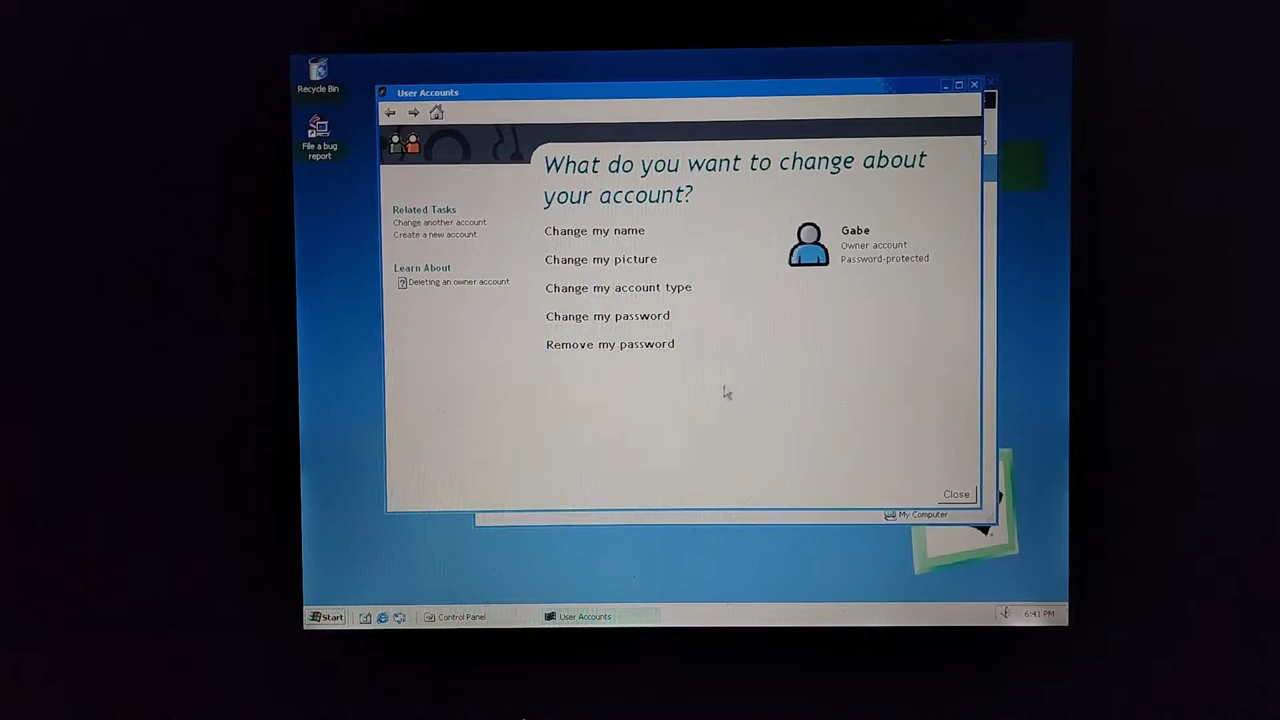 Recycle Bin
File a bug
report
User Accounts
What do you want to change about
your account?
Related Tasks
Change another account
Create a new account
Learn About
Deleting an owner account
Change my name
Change my picture
Change my account type
Change my password
Remove my password
Gabe
Owner account
Password-protected
Close
My Computer
Start
Control Panel
User Accounts
6:41 PM